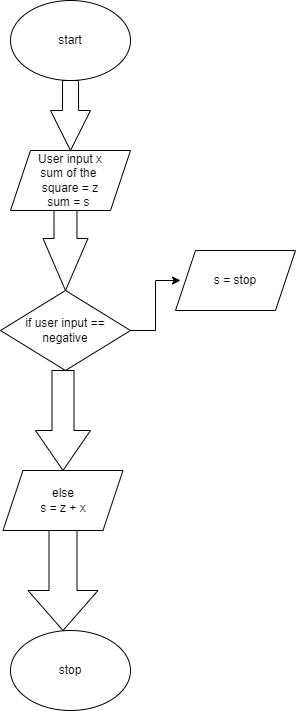 start
User input x
sum of the
square = z
sum = s
s = stop
if user input ==
negative
else
s = z + x
stop